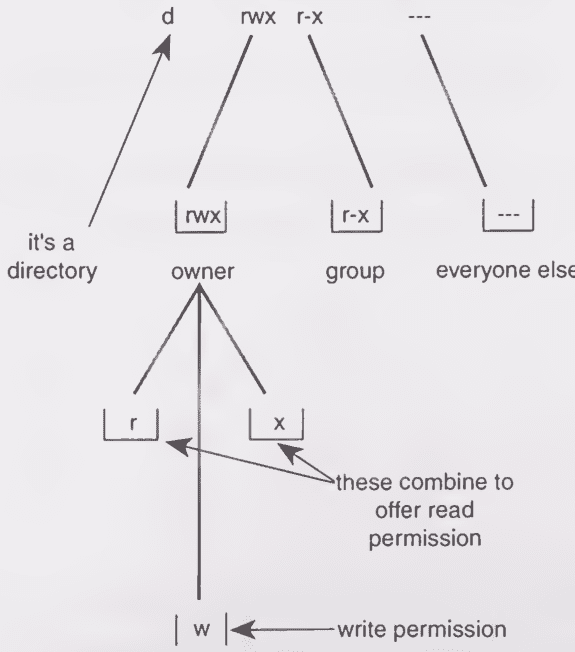 d rwx r-x ---
rwx r-x ---
it's a
directory
owner group everyone else
r x
these combine to
offer read
permission
w write permission